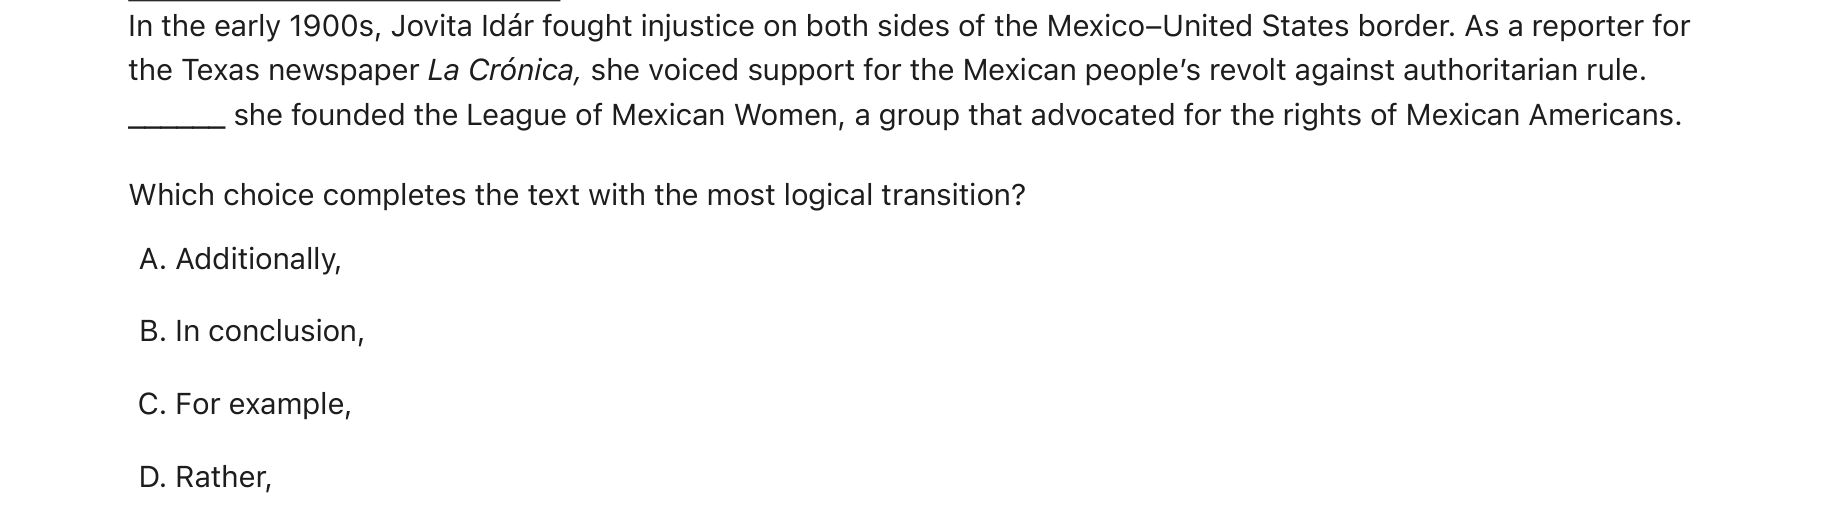 In the early 1900s, Jovita Idár fought injustice on both sides of the Mexico–United States border. As a reporter for
the Texas newspaper La Crónica, she voiced support for the Mexican people’s revolt against authoritarian rule.
______ she founded the League of Mexican Women, a group that advocated for the rights of Mexican Americans.
Which choice completes the text with the most logical transition?
A. Additionally,
B. In conclusion,
C. For example,
D. Rather,